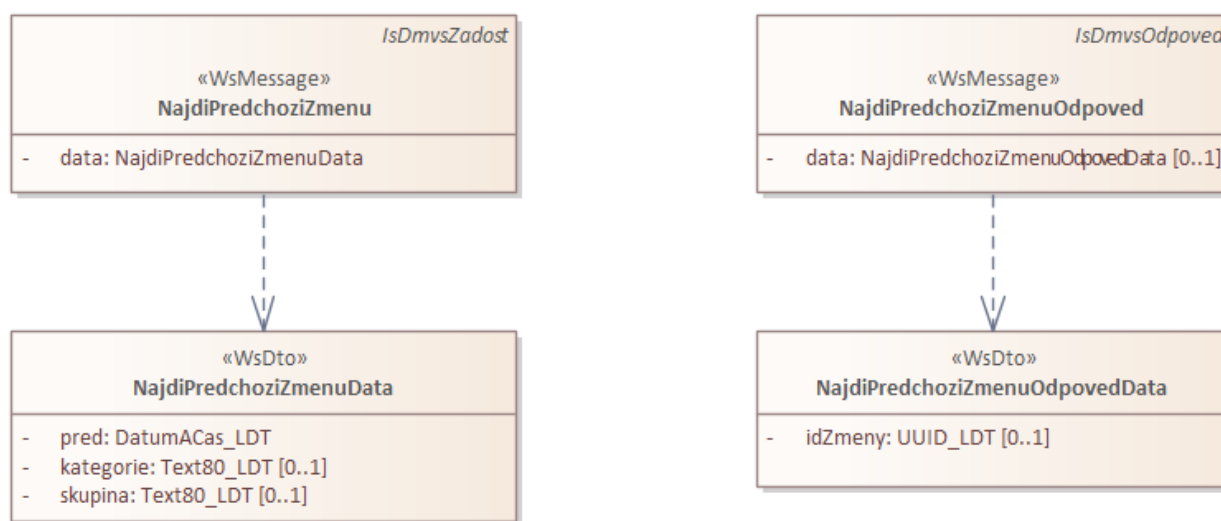 IsDmvsZadost
«WsMessage»
NajdiPredchoziZmenu
- data: NajdiPredchoziZmenuData
IsDmvsOdpoved
«WsMessage»
NajdiPredchoziZmenuOdpoved
- data: NajdiPredchoziZmenuOdpovedData [0..1]
«WsDto»
NajdiPredchoziZmenuData
- pred: DatumACas_LDT
- kategorie: Text80_LDT [0..1]
- skupina: Text80_LDT [0..1]
«WsDto»
NajdiPredchoziZmenuOdpovedData
- idZmeny: UUID_LDT [0..1]